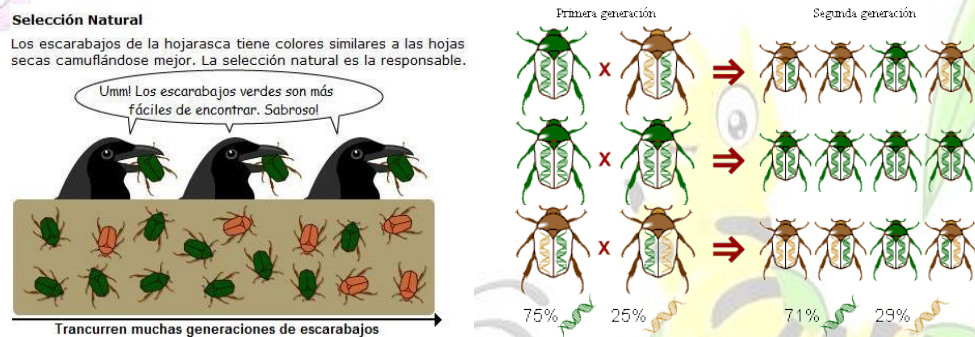 Selección Natural
Los escarabajos de la hojarasca tiene colores similares a las hojas
secas camuflándose mejor. La selección natural es la responsable.
Umm! Los escarabajos verdes son más
fáciles de encontrar. Sabroso!
Trancurren muchas generaciones de escarabajos
Primera generación
Segunda generación
x
x
x
75%
25%
71%
29%